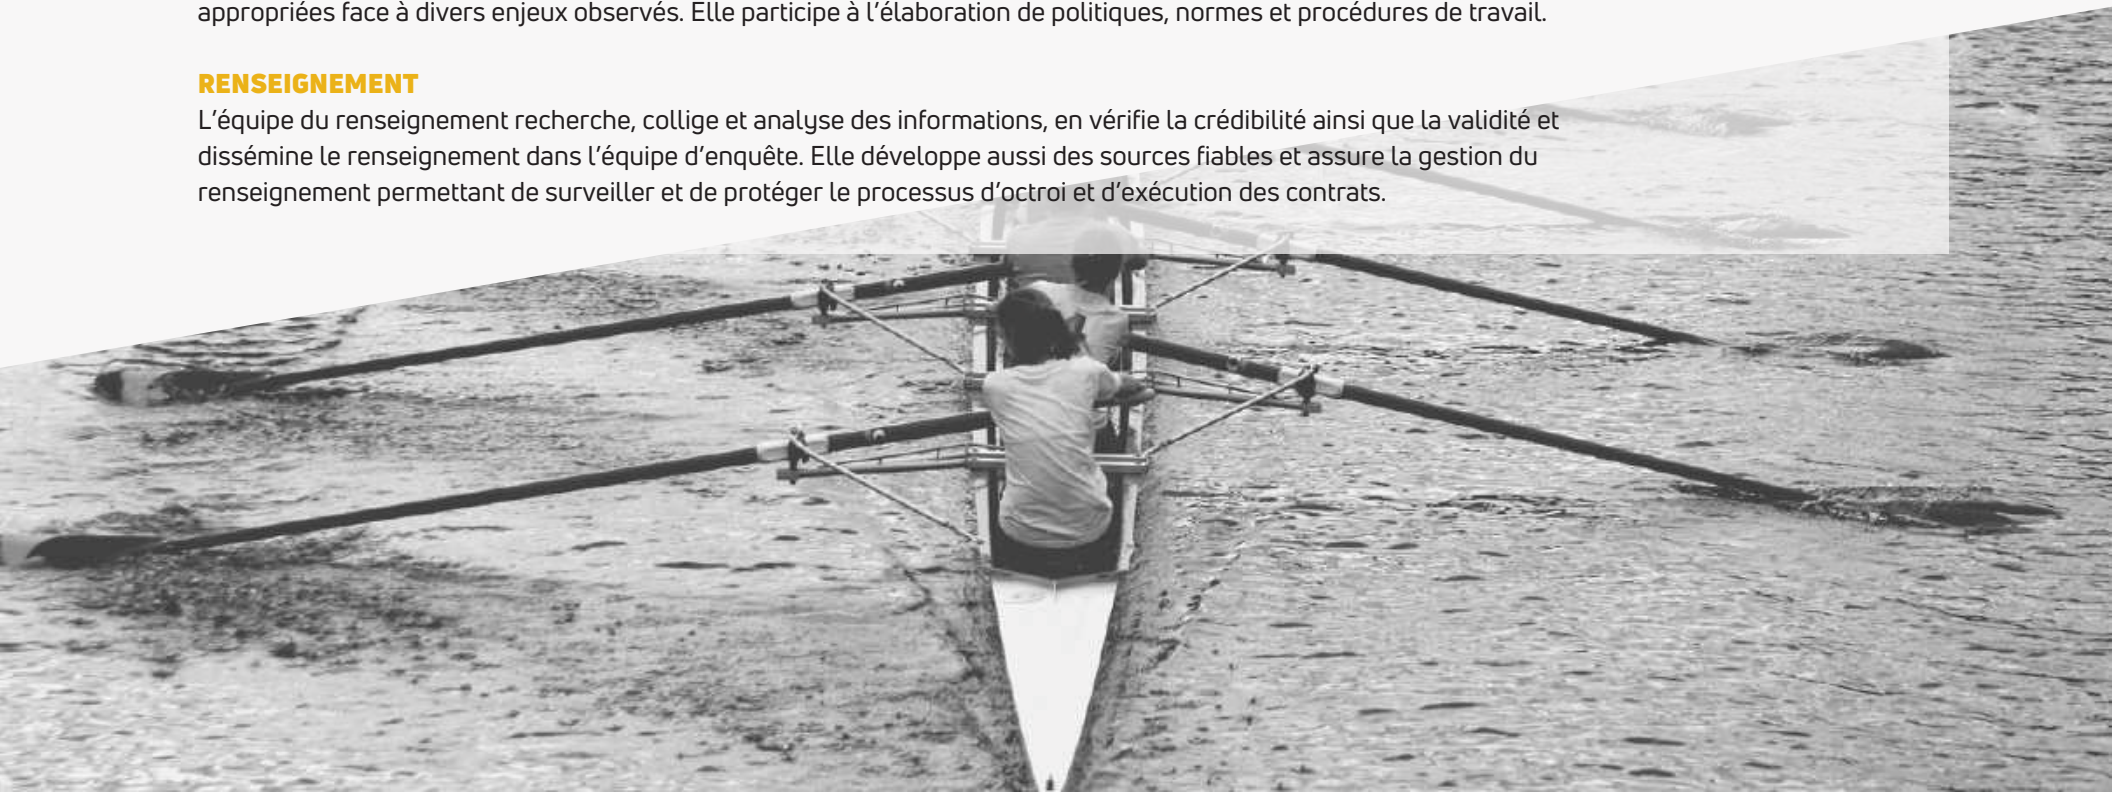 appropriées face à divers enjeux observés. Elle participe à l’élaboration de politiques, normes et procédures de travail.
RENSEIGNEMENT
L’équipe du renseignement recherche, collige et analyse des informations, en vérifie la crédibilité ainsi que la validité et
dissémine le renseignement dans l’équipe d’enquête. Elle développe aussi des sources fiables et assure la gestion du
renseignement permettant de surveiller et de protéger le processus d’octroi et d’exécution des contrats.